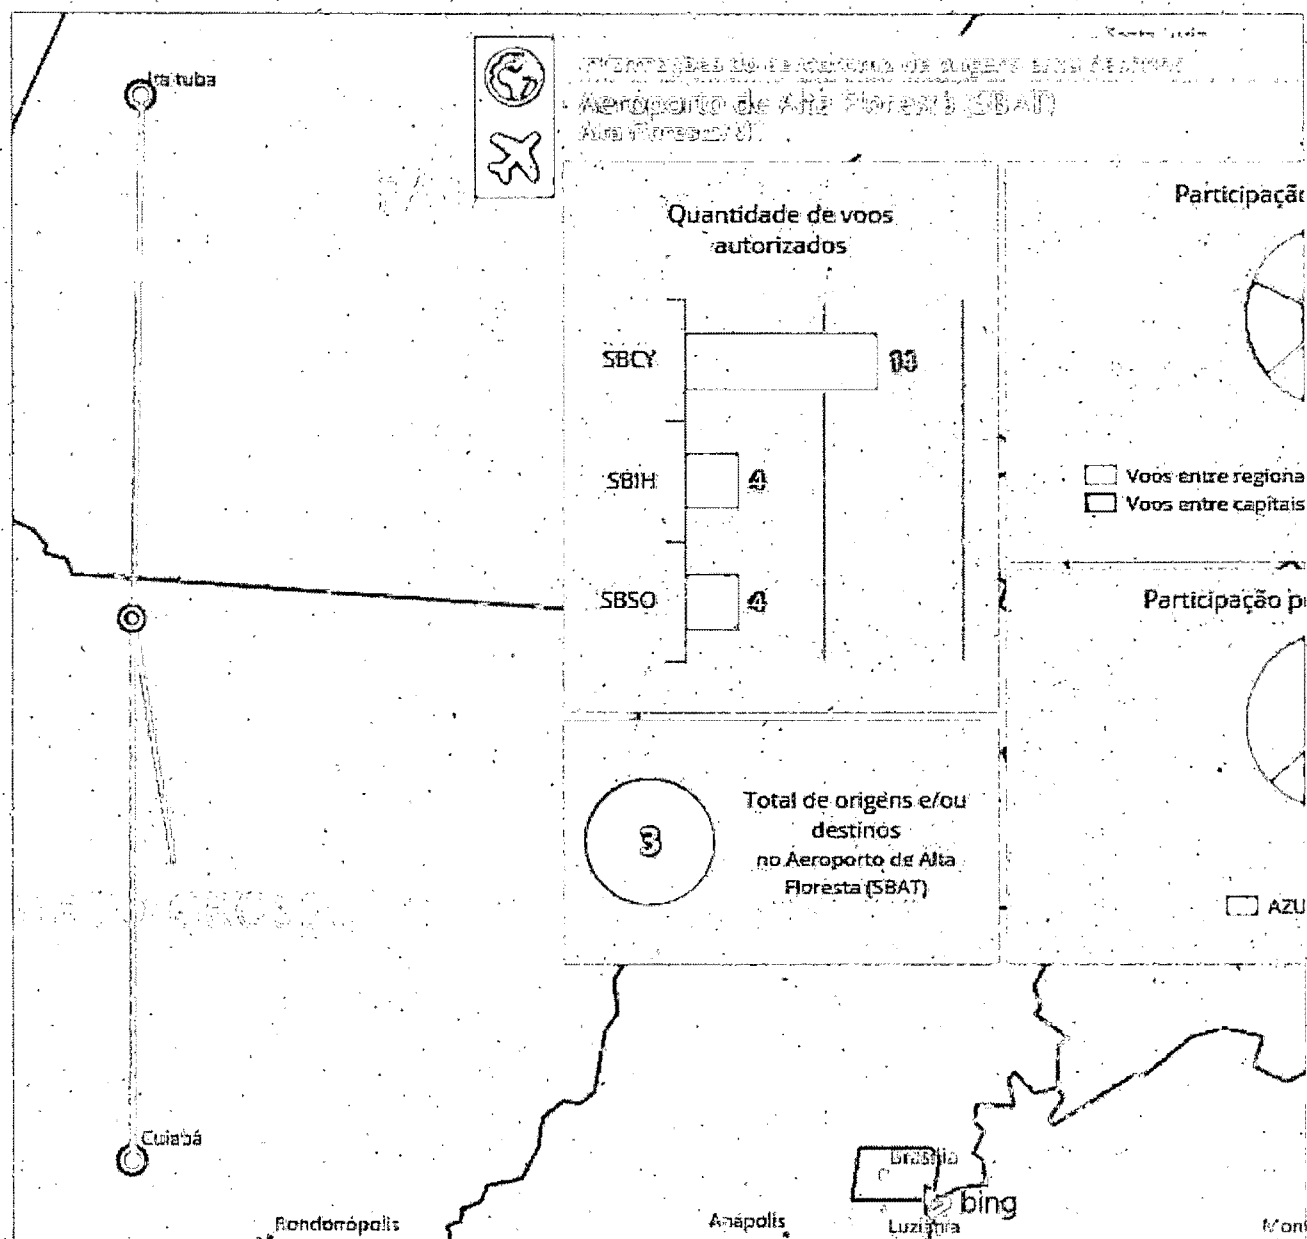 Itaituba
Aeroporto de Alta Floresta (SBAT)
Quantidade de voos
autorizados
SBCY
SBIH 4
SBSO 4
3
Total de origens e/ou
destinos
no Aeroporto de Alta
Floresta (SBAT)
Participação
Voos entre regiona
Voos entre capitais
Participação p
AZU
Cuiabá
Brasília
bing
Rondonópolis
Anápolis
Luziânia
Mont